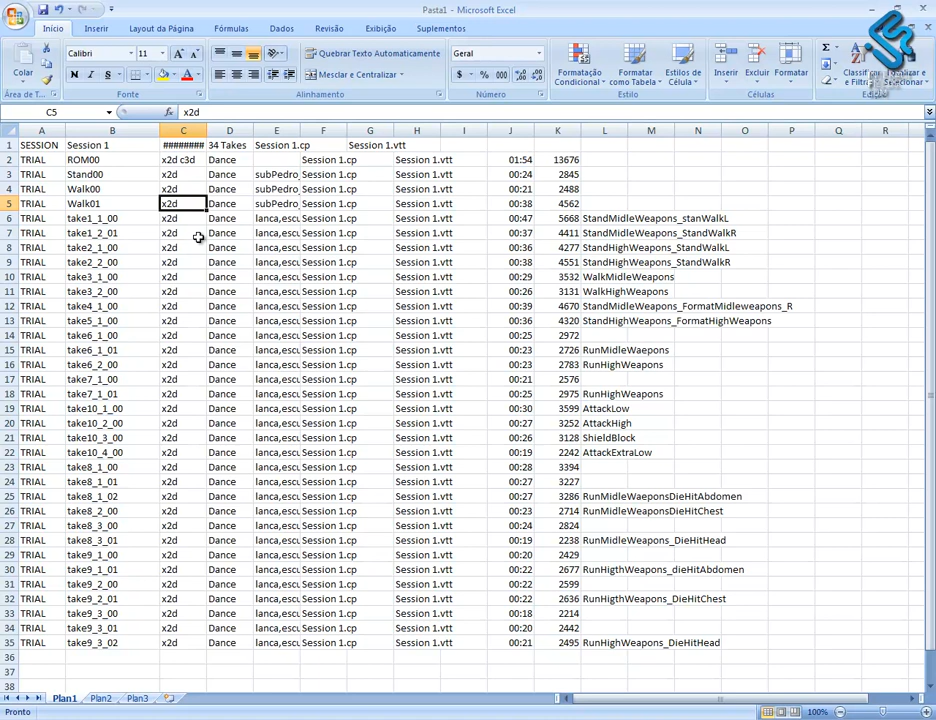 Pasta1 - Microsoft Excel
Início Inserir Layout da Página Fórmulas Dados Revisão Exibição Suplementos
Colar
Calibri 11
N I S
Quebrar Texto Automaticamente
Mesclar e Centralizar
Geral
$ % 000
Formatação Condicional
Formatar como Tabela
Estilos de Célula
Inserir Excluir Formatar
Área de T... Fonte Alinhamento Número Estilo Células
C5 fx x2d
A B C D E F G H I J K L M N O P Q R
1 SESSION Session 1 ######## 34 Takes Session 1.cp Session 1.vtt
2 TRIAL ROM00 x2d c3d Dance Session 1.cp Session 1.vtt 01:54 13676
3 TRIAL Stand00 x2d Dance subPedro Session 1.cp Session 1.vtt 00:24 2845
4 TRIAL Walk00 x2d Dance subPedro Session 1.cp Session 1.vtt 00:21 2488
5 TRIAL Walk01 x2d Dance subPedro Session 1.cp Session 1.vtt 00:38 4562
6 TRIAL take1_1_00 x2d Dance lanca,escu Session 1.cp Session 1.vtt 00:47 5668 StandMidleWeapons_stanWalkL
7 TRIAL take1_2_01 x2d Dance lanca,escu Session 1.cp Session 1.vtt 00:37 4411 StandMidleWeapons_StandWalkR
8 TRIAL take2_1_00 x2d Dance lanca,escu Session 1.cp Session 1.vtt 00:36 4277 StandHighWeapons_StandWalkL
9 TRIAL take2_2_00 x2d Dance lanca,escu Session 1.cp Session 1.vtt 00:38 4551 StandHighWeapons_StandWalkR
10 TRIAL take3_1_00 x2d Dance lanca,escu Session 1.cp Session 1.vtt 00:29 3532 WalkMidleWeapons
11 TRIAL take3_2_00 x2d Dance lanca,escu Session 1.cp Session 1.vtt 00:26 3131 WalkHighWeapons
12 TRIAL take4_1_00 x2d Dance lanca,escu Session 1.cp Session 1.vtt 00:39 4670 StandMidleWeapons_FormatMidleweapons_R
13 TRIAL take5_1_00 x2d Dance lanca,escu Session 1.cp Session 1.vtt 00:36 4320 StandHighWeapons_FormatHighWeopons
14 TRIAL take6_1_00 x2d Dance lanca,escu Session 1.cp Session 1.vtt 00:25 2972
15 TRIAL take6_1_01 x2d Dance lanca,escu Session 1.cp Session 1.vtt 00:23 2726 RunMidleWaepons
16 TRIAL take6_2_00 x2d Dance lanca,escu Session 1.cp Session 1.vtt 00:23 2783 RunHighWeapons
17 TRIAL take7_1_00 x2d Dance lanca,escu Session 1.cp Session 1.vtt 00:21 2576
18 TRIAL take7_1_01 x2d Dance lanca,escu Session 1.cp Session 1.vtt 00:25 2975 RunHighWeapons
19 TRIAL take10_1_00 x2d Dance lanca,escu Session 1.cp Session 1.vtt 00:30 3599 AttackLow
20 TRIAL take10_2_00 x2d Dance lanca,escu Session 1.cp Session 1.vtt 00:27 3252 AttackHigh
21 TRIAL take10_3_00 x2d Dance lanca,escu Session 1.cp Session 1.vtt 00:26 3128 ShieldBlock
22 TRIAL take10_4_00 x2d Dance lanca,escu Session 1.cp Session 1.vtt 00:19 2242 AttackExtraLow
23 TRIAL take8_1_00 x2d Dance lanca,escu Session 1.cp Session 1.vtt 00:28 3394
24 TRIAL take8_1_01 x2d Dance lanca,escu Session 1.cp Session 1.vtt 00:27 3227
25 TRIAL take8_1_02 x2d Dance lanca,escu Session 1.cp Session 1.vtt 00:27 3286 RunMidleWaeponsDieHitAbdomen
26 TRIAL take8_2_00 x2d Dance lanca,escu Session 1.cp Session 1.vtt 00:23 2714 RunMidleWeaponsDieHitChest
27 TRIAL take8_3_00 x2d Dance lanca,escu Session 1.cp Session 1.vtt 00:24 2824
28 TRIAL take8_3_01 x2d Dance lanca,escu Session 1.cp Session 1.vtt 00:19 2238 RunMidleWeapons_DieHitHead
29 TRIAL take9_1_00 x2d Dance lanca,escu Session 1.cp Session 1.vtt 00:20 2429
30 TRIAL take9_1_01 x2d Dance lanca,escu Session 1.cp Session 1.vtt 00:22 2677 RunHigthWeapons_dieHitAbdomen
31 TRIAL take9_2_00 x2d Dance lanca,escu Session 1.cp Session 1.vtt 00:22 2599
32 TRIAL take9_2_01 x2d Dance lanca,escu Session 1.cp Session 1.vtt 00:22 2636 RunHigthWeapons_DieHitChest
33 TRIAL take9_3_00 x2d Dance lanca,escu Session 1.cp Session 1.vtt 00:18 2214
34 TRIAL take9_3_01 x2d Dance lanca,escu Session 1.cp Session 1.vtt 00:20 2442
35 TRIAL take9_3_02 x2d Dance lanca,escu Session 1.cp Session 1.vtt 00:21 2495 RunHighWeapons_DieHitHead
36
37
38
Plan1 Plan2 Plan3
Pronto 100%